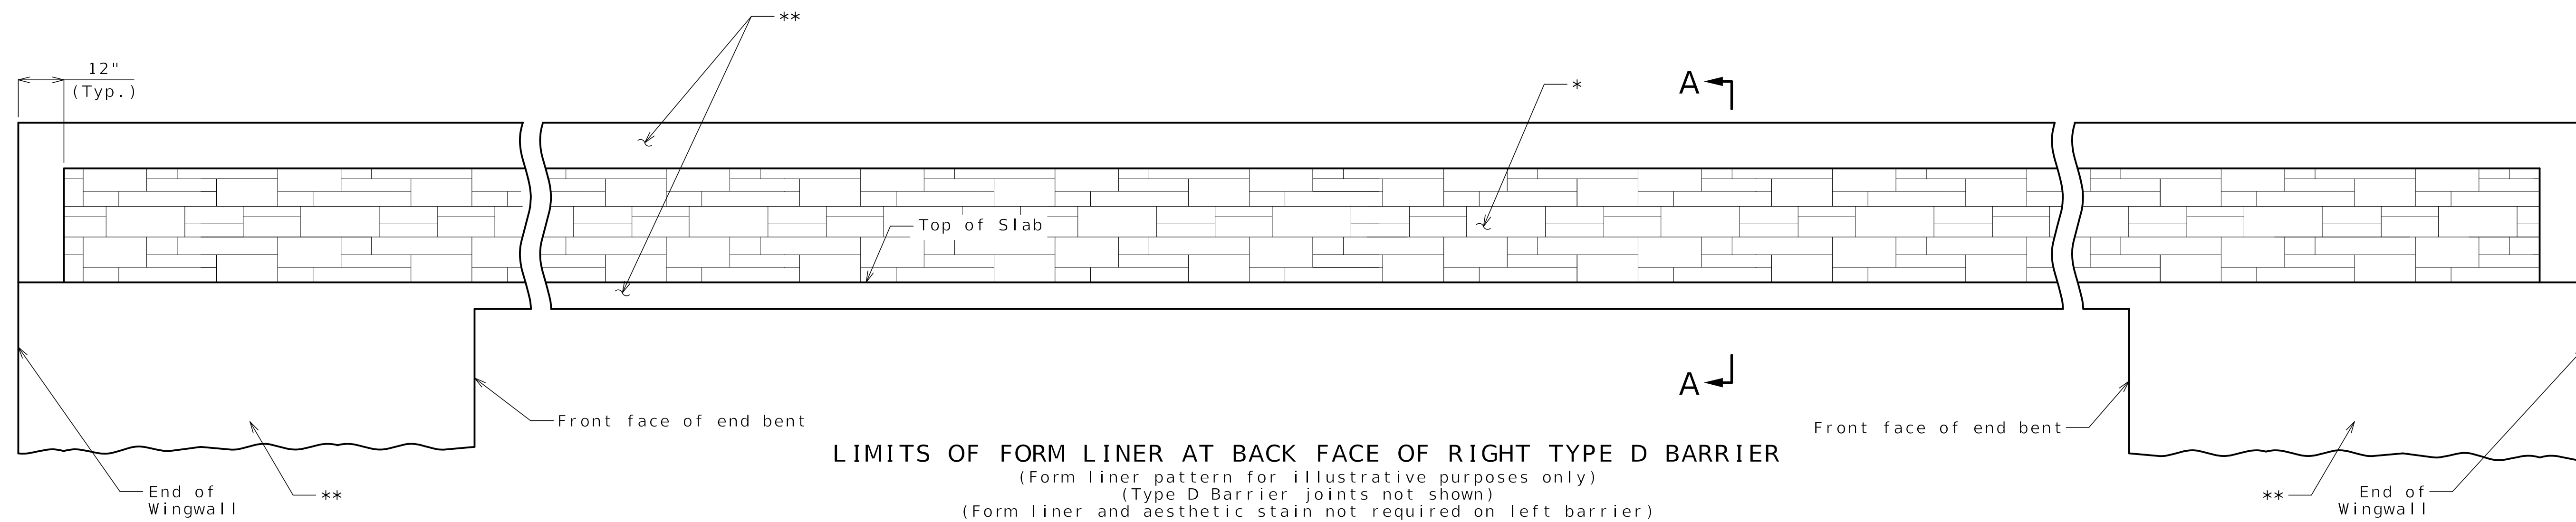 **
12"
(Typ.)
*
A
Top of Slab
A
Front face of end bent
Front face of end bent
LIMITS OF FORM LINER AT BACK FACE OF RIGHT TYPE D BARRIER
(Form liner pattern for illustrative purposes only)
(Type D Barrier joints not shown)
(Form liner and aesthetic stain not required on left barrier)
End of
Wingwall
**
**
End of
Wingwall